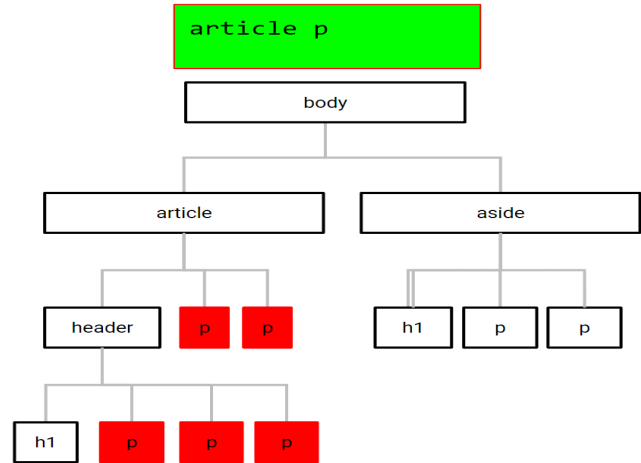 article p
body
article aside
header p p h1 p p
h1 p p p